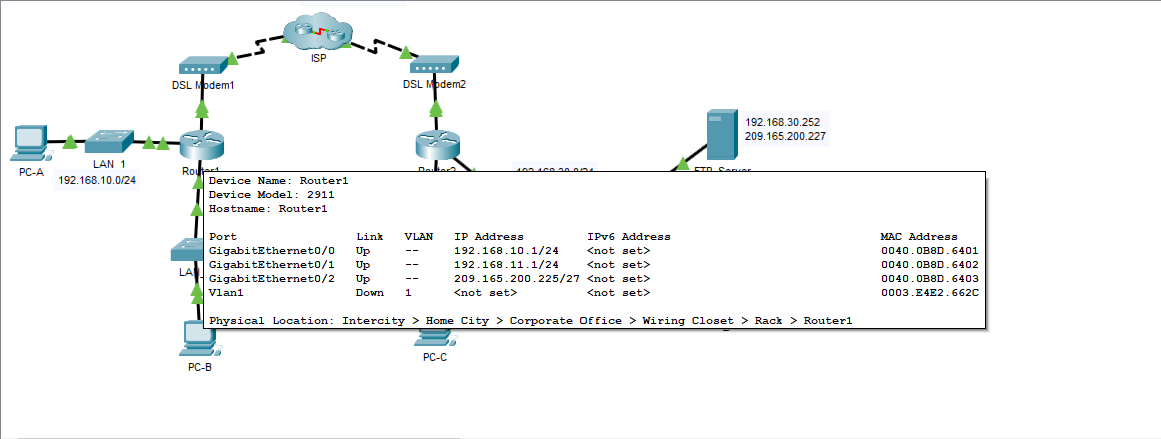 ISP
DSL Modem1
DSL Modem2
192.168.30.252
209.165.200.227
PC-A
LAN 1
192.168.10.0/24
Router1
Router2
192.168.30.0/24
FTP Server
Device Name: Router1
Device Model: 2911
Hostname: Router1
Port Link VLAN IP Address IPv6 Address MAC Address
GigabitEthernet0/0 Up -- 192.168.10.1/24 <not set> 0040.0B8D.6401
GigabitEthernet0/1 Up -- 192.168.11.1/24 <not set> 0040.0B8D.6402
GigabitEthernet0/2 Up -- 209.165.200.225/27 <not set> 0040.0B8D.6403
Vlan1 Down 1 <not set> <not set> 0003.E4E2.662C
Physical Location: Intercity > Home City > Corporate Office > Wiring Closet > Rack > Router1
LAN
PC-B
PC-C